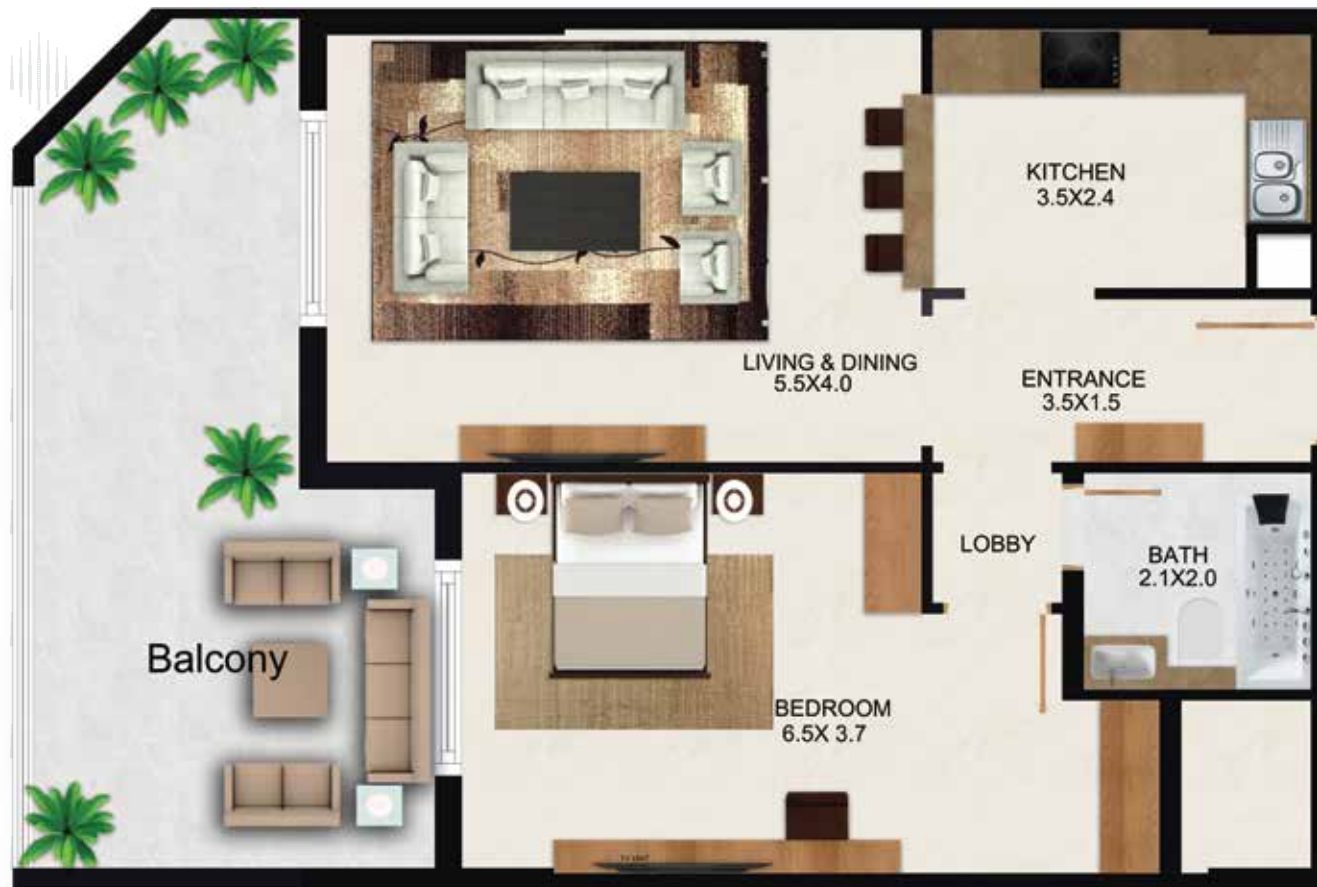 KITCHEN
3.5X2.4
LIVING & DINING
5.5X4.0
ENTRANCE
3.5X1.5
LOBBY
BATH
2.1X2.0
Balcony
BEDROOM
6.5X 3.7